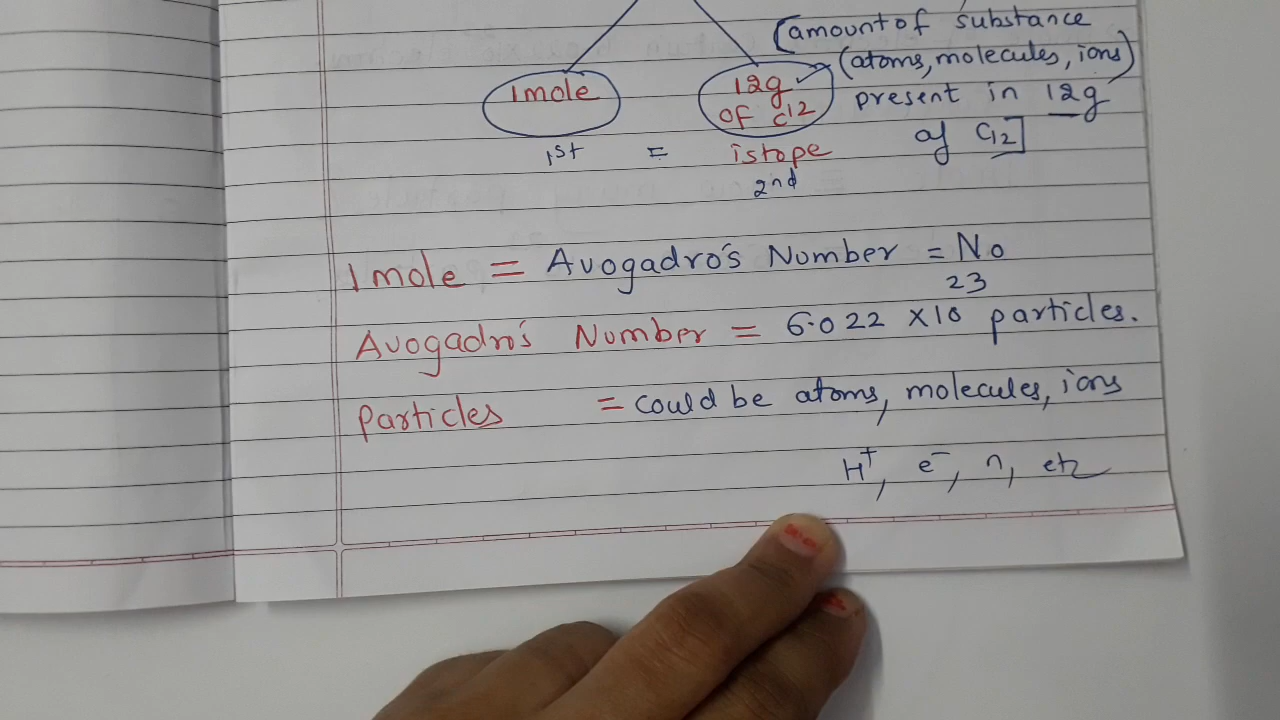 (amount of substance
1mole
12g (atoms, molecules, ions)
of C12 present in 12g
of C12]
1st = istope
2nd
1mole = Avogadro's Number = No
23
Avogadro's Number = 6.022 x10 particles.
Particles = could be atoms, molecules, ions
H+, e-, n, etc